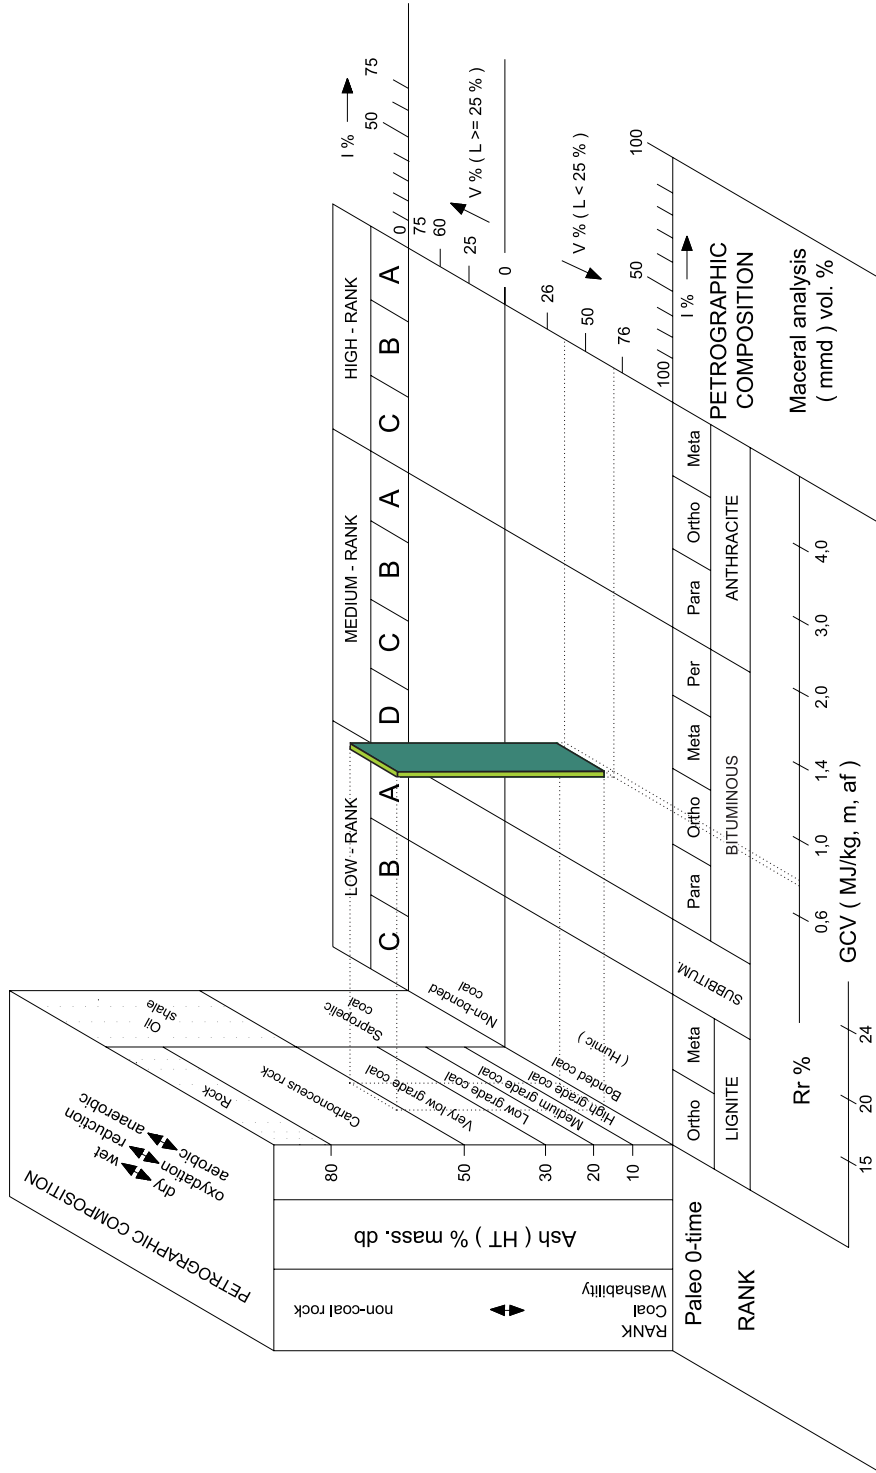 PETROGRAPHIC COMPOSITION
dry
wet
oxydation
reduction
aerobic
anaerobic
Rock
Oil
shale
Carbonoceus rock
Sapropelic
coal
Very low grade coal
Low grade coal
Medium grade coal
High grade coal
Bonded coal
( Humic )
Non-bonded
coal
80
50
30
20
10
Ash ( HT ) % mass. db
non-coal rock
RANK
Coal
Washability
LOW - RANK
MEDIUM - RANK
HIGH - RANK
C
B
A
D
C
B
A
C
B
A
I %
0
50
75
75
60
25
0
26
50
76
100
V % ( L >= 25 % )
V % ( L < 25 % )
50
100
I %
PETROGRAPHIC
COMPOSITION
Maceral analysis
( mmd ) vol. %
Paleo 0-time
RANK
Ortho
Meta
LIGNITE
SUBBITUM.
Para
Ortho
Meta
Per
BITUMINOUS
Para
Ortho
Meta
ANTHRACITE
Rr %
0,6
1,0
1,4
2,0
3,0
4,0
15
20
24
GCV ( MJ/kg, m, af )